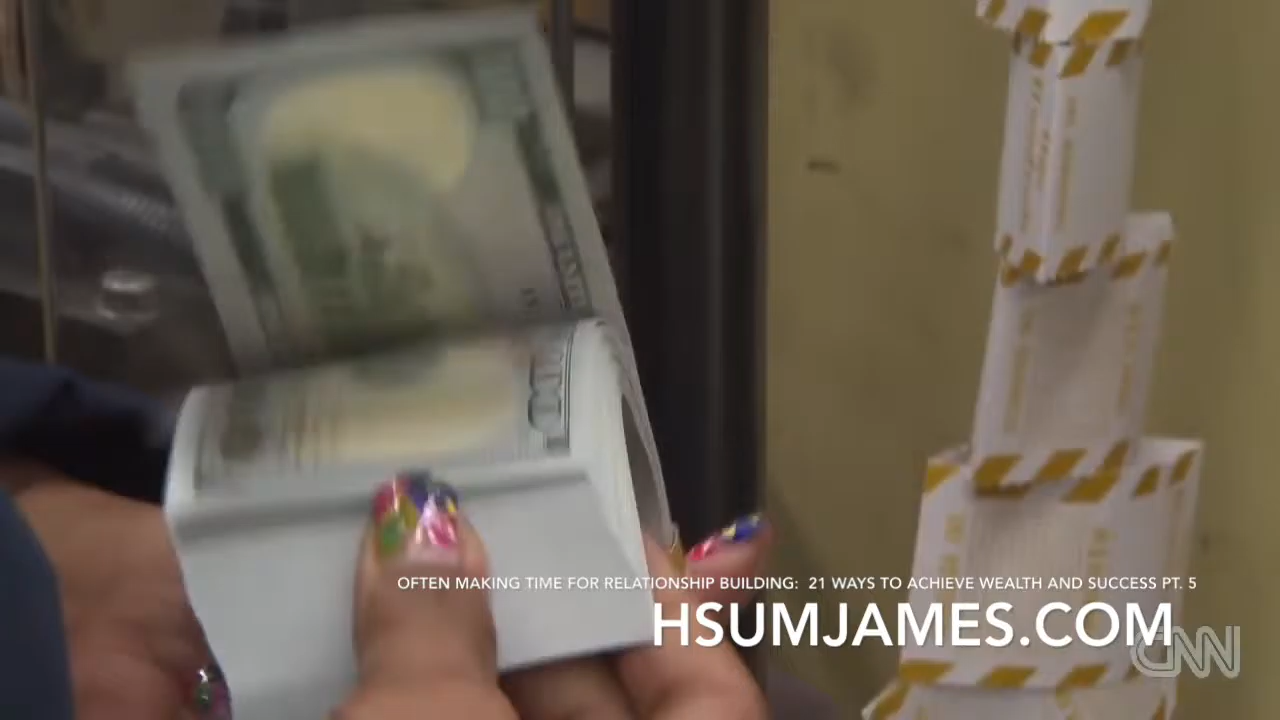 OFTEN MAKING TIME FOR RELATIONSHIP BUILDING: 21 WAYS TO ACHIEVE WEALTH AND SUCCESS PT. 5
HSUMJAMES.COM
CNN